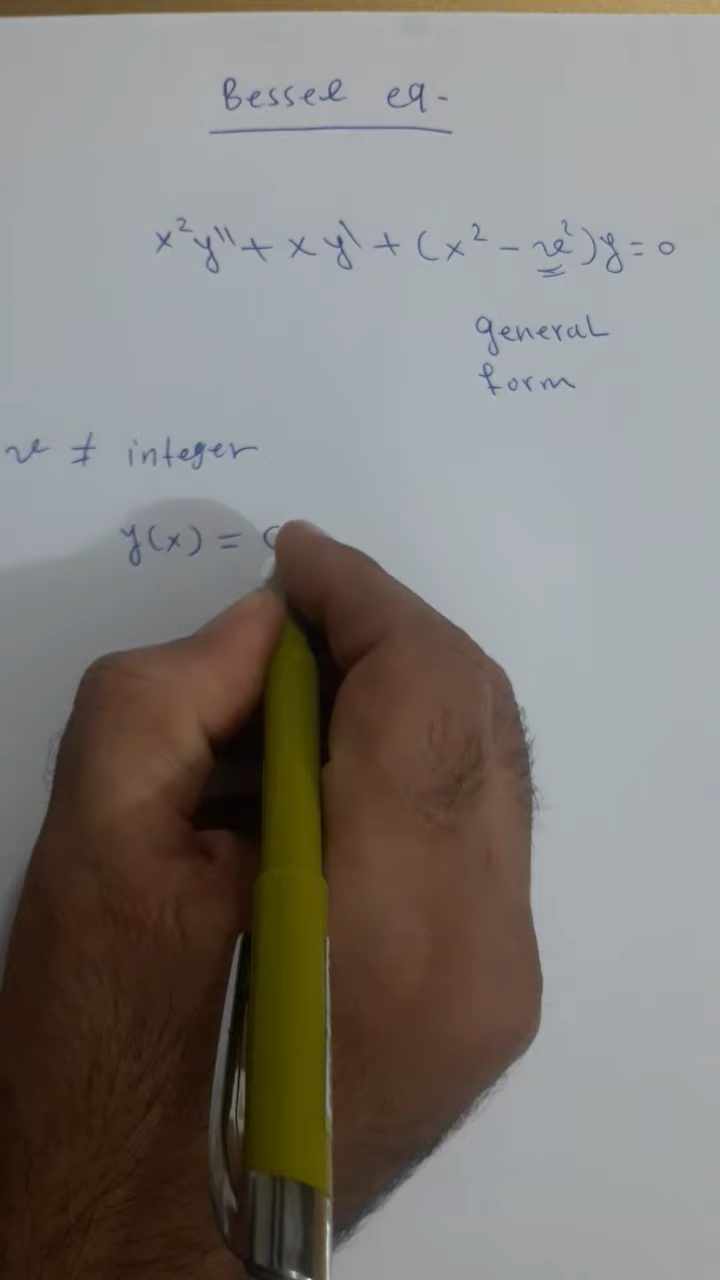 Bessel eq.
x²y'' + xy' + (x² - ν²)y = 0
general
form
ν ≠ integer
y(x) = C